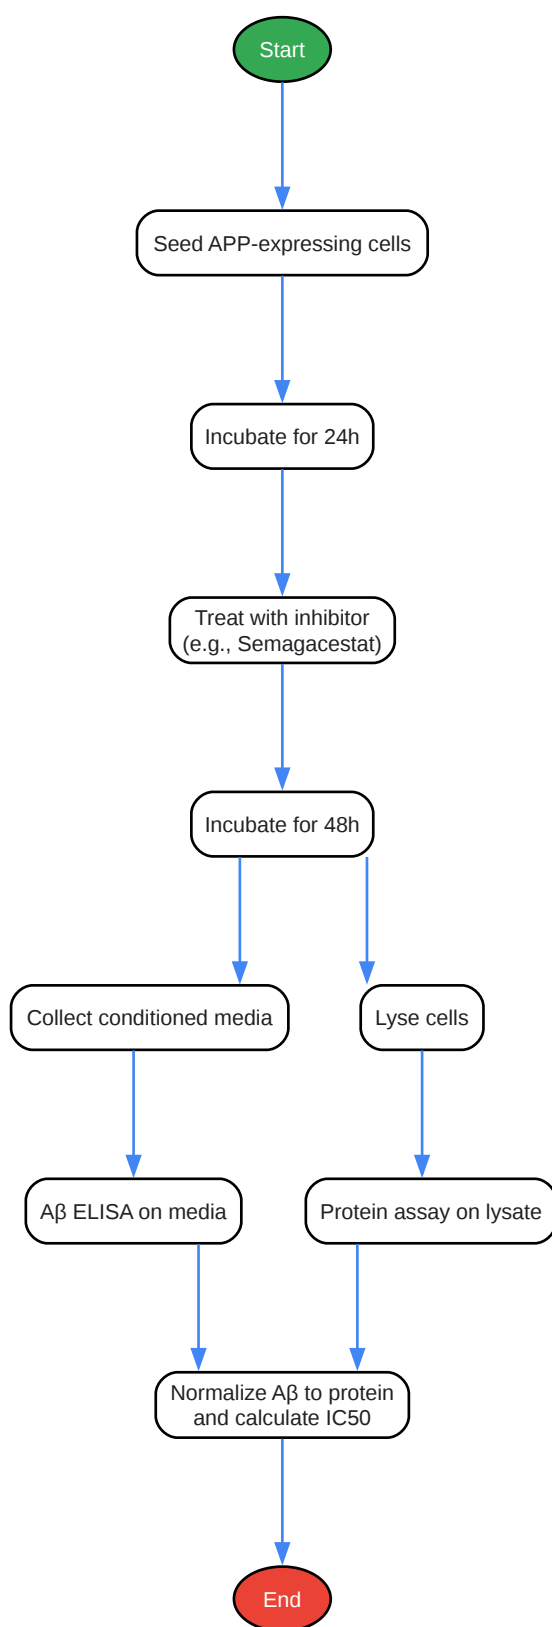 Start
Seed APP-expressing cells
Incubate for 24h
Treat with inhibitor
(e.g., Semagacestat)
Incubate for 48h
Collect conditioned media
Lyse cells
Aβ ELISA on media
Protein assay on lysate
Normalize Aβ to protein
and calculate IC50
End